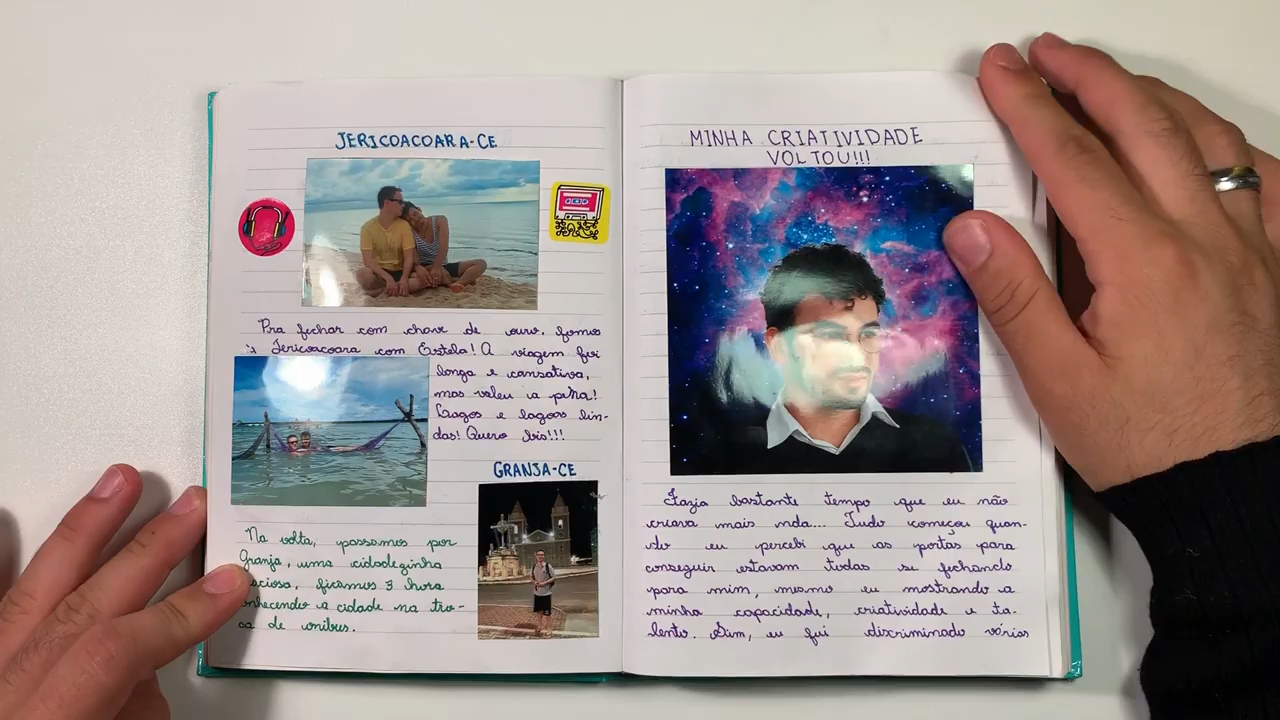 JERICOACOARA-CE
Pra fechar com chave de ouro, fomos
à Jericoacoara com Estela! A viagem foi
longa e cansativa,
mas valeu a pena!
Lagos e lagoas lin-
das! Quero bis!!!
GRANJA-CE
Na volta, passamos por
Granja, uma cidadezinha
ficamos 3 hora
a cidade na tro-
de ônibus.
MINHA CRIATIVIDADE
VOLTOU!!!
Fazia bastante tempo que eu não
criava mais nada... Tudo começou quan-
do eu percebi que as portas para
conseguir estavam todas se fechando
para mim, mesmo eu mostrando a
minha capacidade, criatividade e ta-
lento. Sim, eu fui discriminado várias